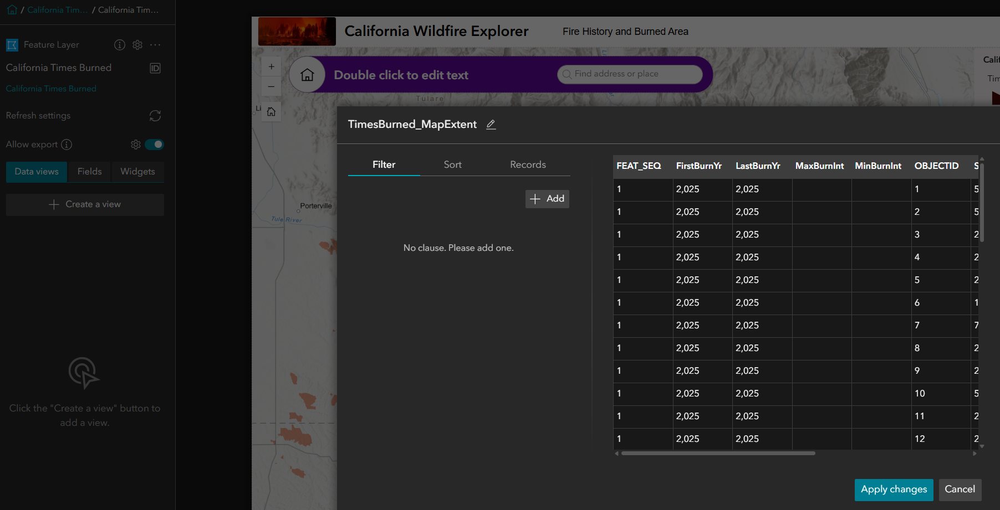 / California Tim... / California Tim...
Feature Layer
California Times Burned
California Times Burned
Refresh settings
Allow export
Data views Fields Widgets
Create a view
Click the "Create a view" button to
add a view.
California Wildfire Explorer
Fire History and Burned Area
Double click to edit text
Find address or place
Tulare
Li
Porterville
Tule River
Calif
Tim
TimesBurned_MapExtent
Filter Sort Records
Add
No clause. Please add one.
FEAT_SEQ FirstBurnYr LastBurnYr MaxBurnInt MinBurnInt OBJECTID S
1 2,025 2,025 1 5
1 2,025 2,025 2 5
1 2,025 2,025 3 2
1 2,025 2,025 4 2
1 2,025 2,025 5 2
1 2,025 2,025 6 1
1 2,025 2,025 7 7
1 2,025 2,025 8 2
1 2,025 2,025 9 2
1 2,025 2,025 10 5
1 2,025 2,025 11 2
1 2,025 2,025 12 2
Apply changes Cancel